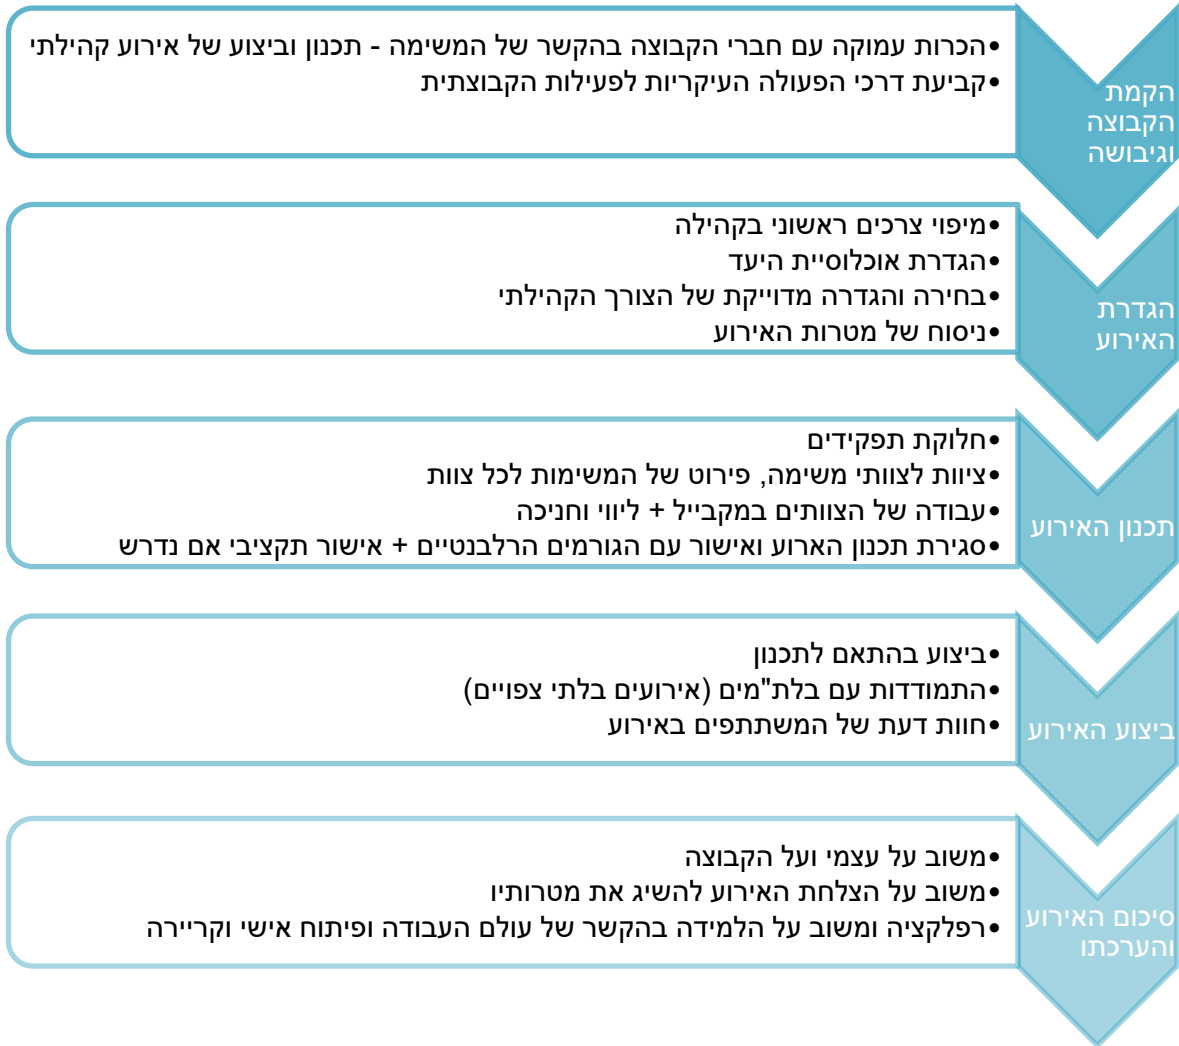 הקמת
הקבוצה
וגיבושה
•הכרות עמוקה עם חברי הקבוצה בהקשר של המשימה - תכנון וביצוע של אירוע קהילתי
•קביעת דרכי הפעולה העיקריות לפעילות הקבוצתית
הגדרת
האירוע
•מיפוי צרכים ראשוני בקהילה
•הגדרת אוכלוסיית היעד
•בחירה והגדרה מדוייקת של הצורך הקהילתי
•ניסוח של מטרות האירוע
תכנון האירוע
•חלוקת תפקידים
•ציוות לצוותי משימה, פירוט של המשימות לכל צוות
•עבודה של הצוותים במקבייל + ליווי וחניכה
•סגירת תכנון הארוע ואישור עם הגורמים הרלבנטיים + אישור תקציבי אם נדרש
ביצוע האירוע
•ביצוע בהתאם לתכנון
•התמודדות עם בלת"מים (אירועים בלתי צפויים)
•חוות דעת של המשתתפים באירוע
סיכום האירוע
והערכתו
•משוב על עצמי ועל הקבוצה
•משוב על הצלחת האירוע להשיג את מטרותיו
•רפלקציה ומשוב על הלמידה בהקשר של עולם העבודה ופיתוח אישי וקריירה